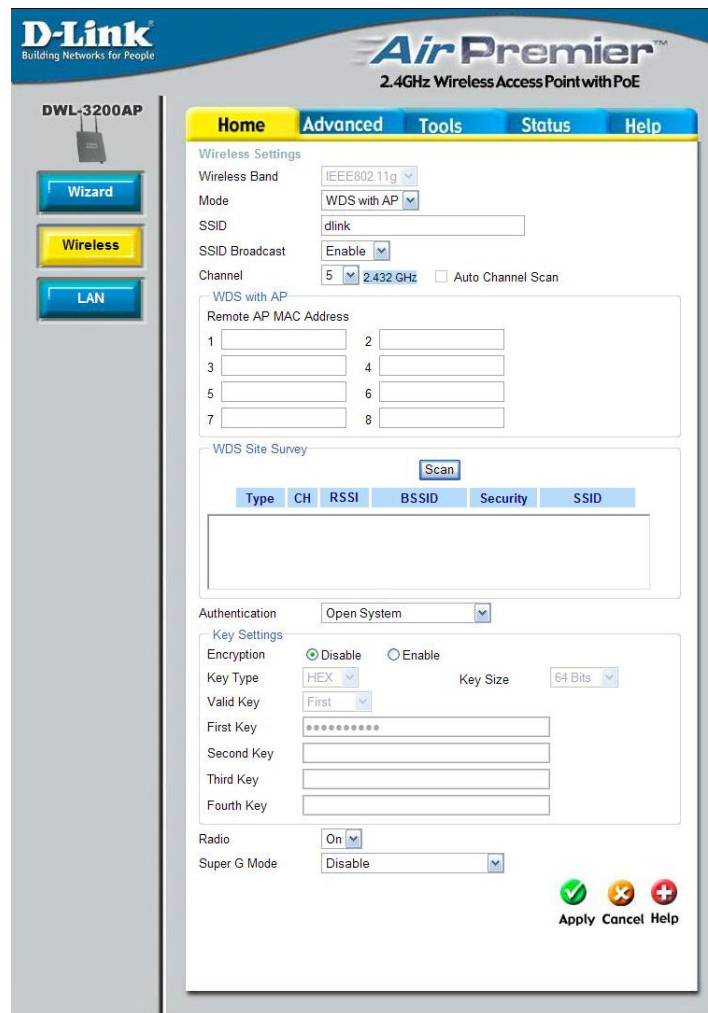 D-Link
Building Networks for People
AirPremier™
2.4GHz Wireless Access Point with PoE
DWL-3200AP
Home Advanced Tools Status Help
Wizard
Wireless
LAN
Wireless Settings
Wireless Band IEEE802.11g
Mode WDS with AP
SSID dlink
SSID Broadcast Enable
Channel 5 2.432 GHz Auto Channel Scan
WDS with AP
Remote AP MAC Address
1 2
3 4
5 6
7 8
WDS Site Survey
Scan
Type CH RSSI BSSID Security SSID
Authentication Open System
Key Settings
Encryption Disable Enable
Key Type HEX Key Size 64 Bits
Valid Key First
First Key ●●●●●●●●●●
Second Key
Third Key
Fourth Key
Radio On
Super G Mode Disable
Apply Cancel Help